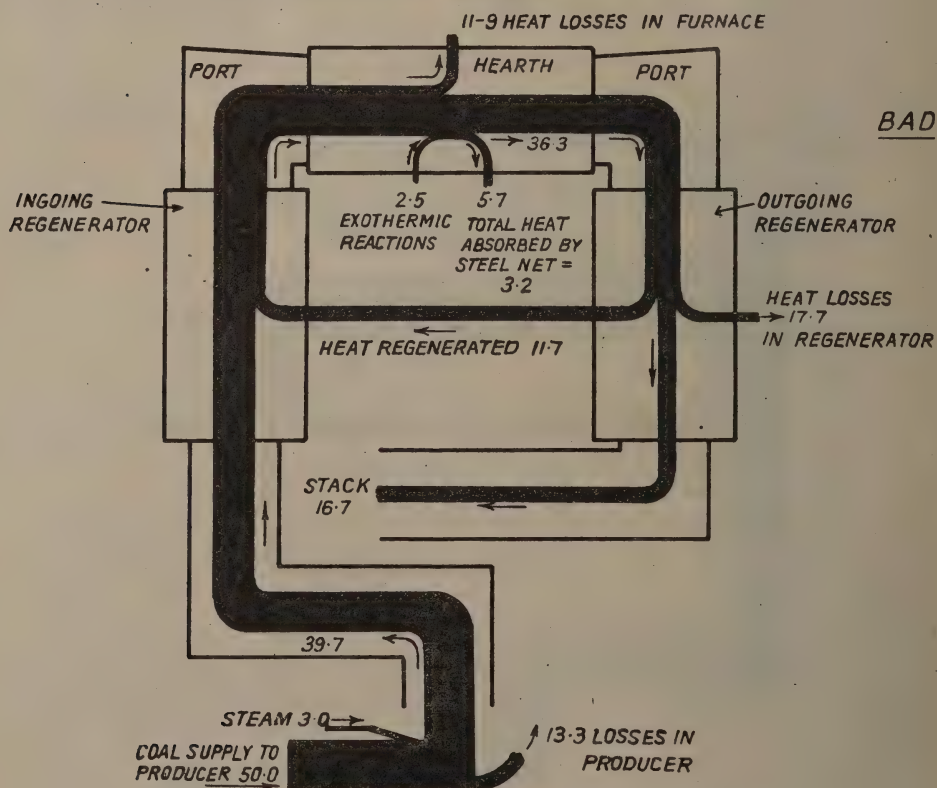 11-9 HEAT LOSSES IN FURNACE
PORT
HEARTH
PORT
BAD
36.3
INGOING
REGENERATOR
2.5
EXOTHERMIC
REACTIONS
5.7
TOTAL HEAT
ABSORBED BY
STEEL NET =
3.2
OUTGOING
REGENERATOR
HEAT LOSSES
17.7
IN REGENERATOR
HEAT REGENERATED 11.7
STACK
16.7
39.7
STEAM 3.0
13.3 LOSSES IN
PRODUCER
COAL SUPPLY TO
PRODUCER 50.0